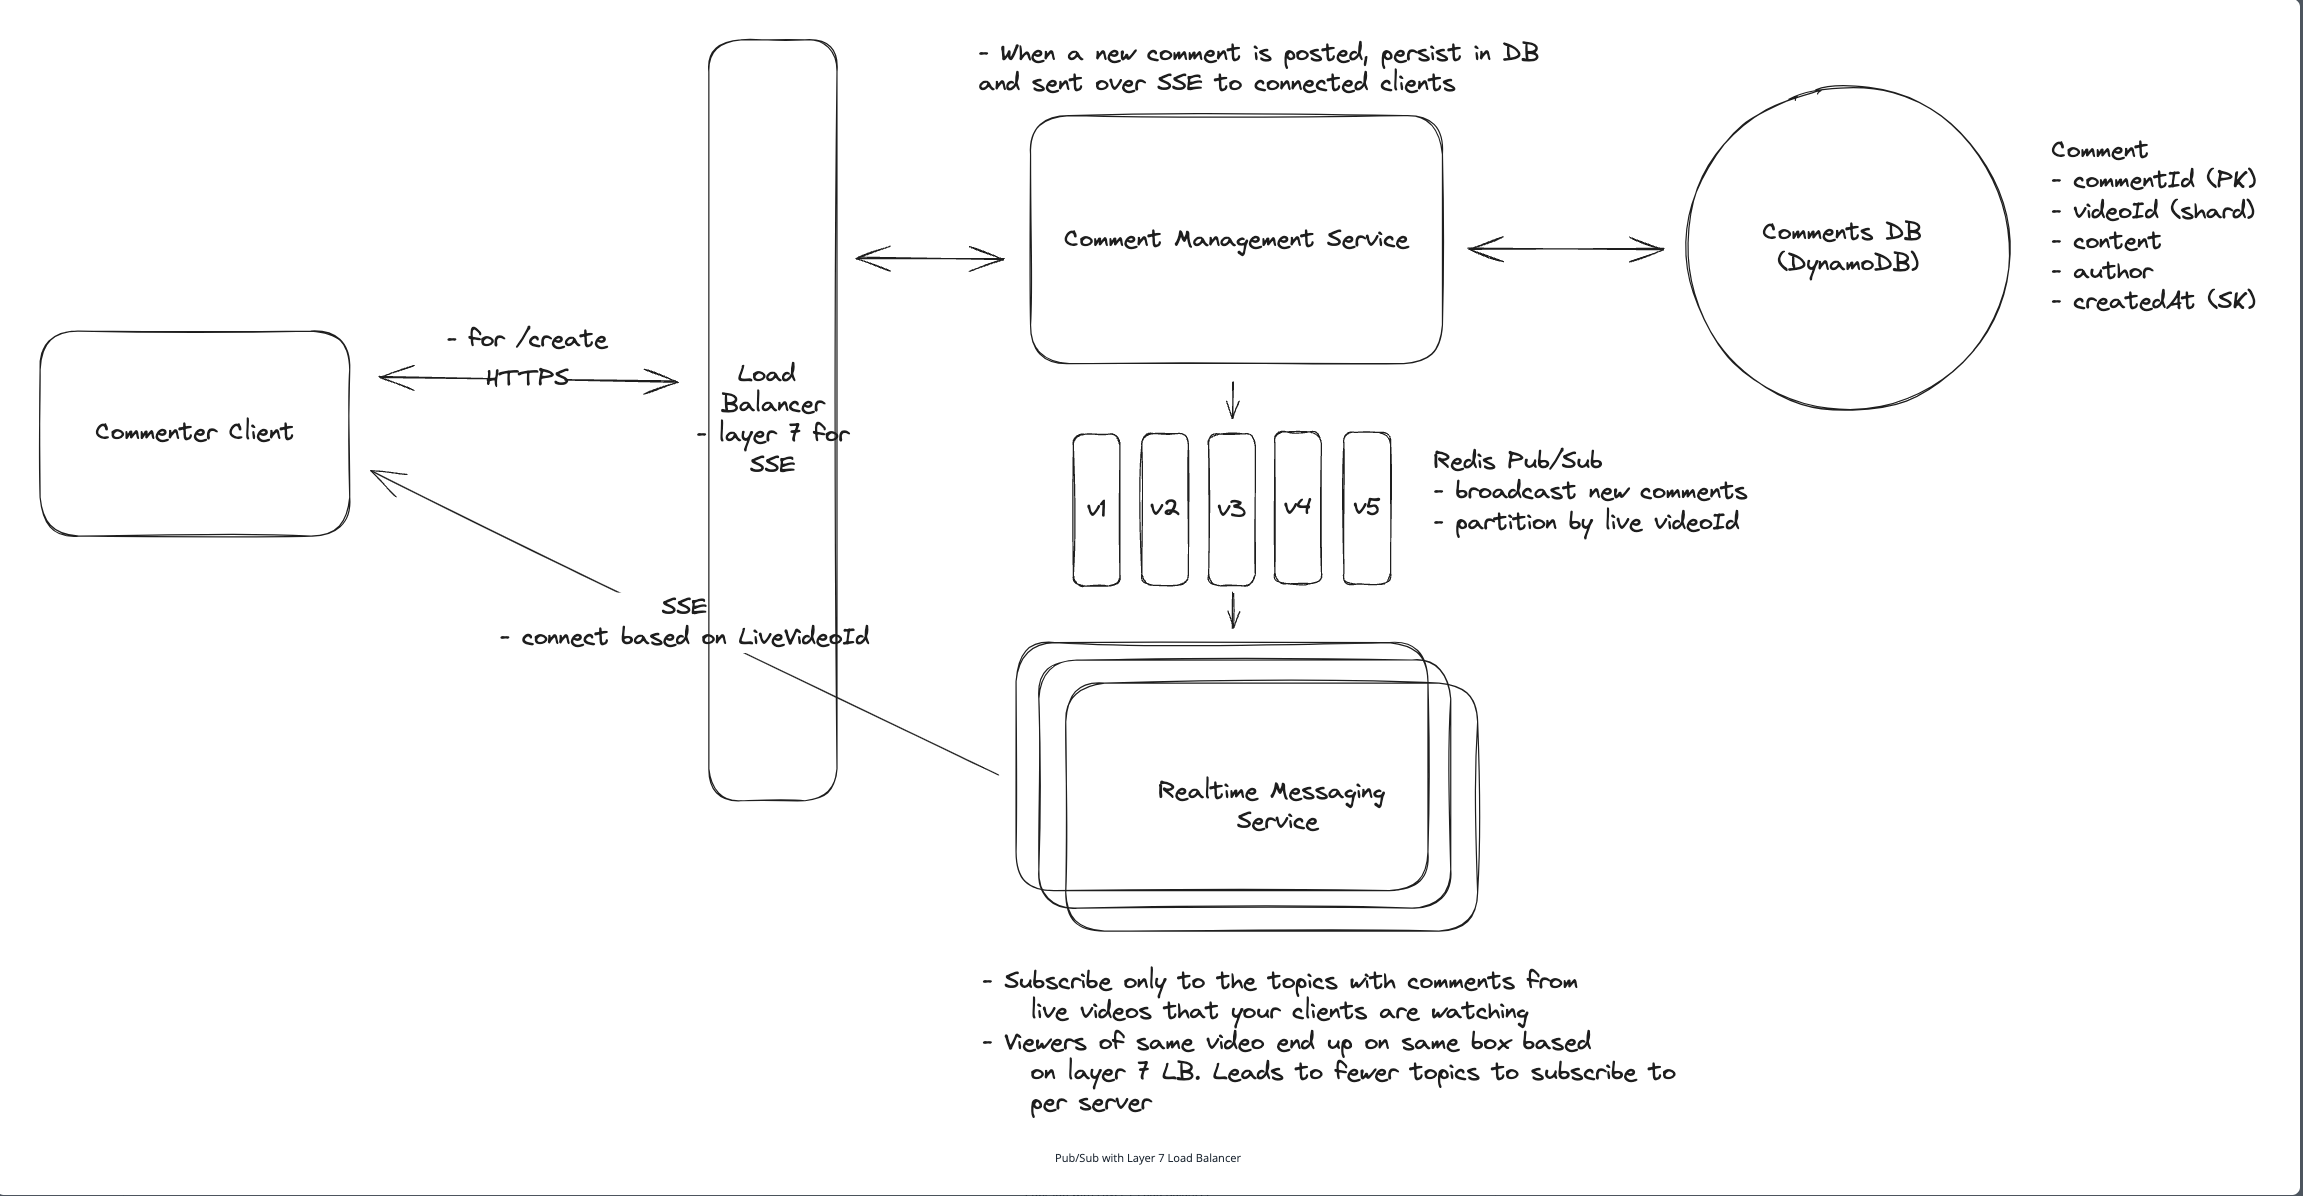 - When a new comment is posted, persist in DB
and sent over SSE to connected clients
Comment
- commentId (PK)
- videoId (shard)
- content
- author
- createdAt (SK)
Comment Management Service
Comments DB
(DynamoDB)
- for /create
HTTPS
Load
Balancer
- layer 7 for
SSE
Commenter Client
Redis Pub/Sub
- broadcast new comments
- partition by live videoId
v1
v2
v3
v4
v5
SSE
- connect based on LiveVideoId
Realtime Messaging
Service
- Subscribe only to the topics with comments from
live videos that your clients are watching
- Viewers of same video end up on same box based
on layer 7 LB. Leads to fewer topics to subscribe to
per server
Pub/Sub with Layer 7 Load Balancer